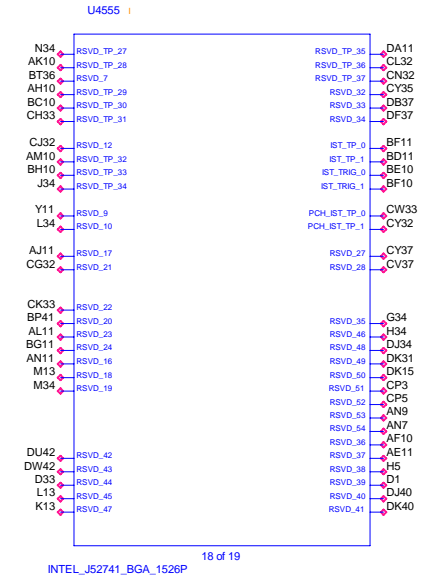 U4555
N34 RSVD_TP_27 RSVD_TP_35 DA11
AK10 RSVD_TP_28 RSVD_TP_36 CL32
BT36 RSVD_7 RSVD_TP_37 CN32
AH10 RSVD_TP_29 RSVD_32 CY35
BC10 RSVD_TP_30 RSVD_33 DB37
CH33 RSVD_TP_31 RSVD_34 DF37
CJ32 RSVD_12 IST_TP_0 BF11
AM10 RSVD_TP_32 IST_TP_1 BD11
BH10 RSVD_TP_33 IST_TRIG_0 BE10
J34 RSVD_TP_34 IST_TRIG_1 BF10
Y11 RSVD_9 PCH_IST_TP_0 CW33
L34 RSVD_10 PCH_IST_TP_1 CY32
AJ11 RSVD_17 RSVD_27 CY37
CG32 RSVD_21 RSVD_28 CV37
CK33 RSVD_22
BP41 RSVD_20 RSVD_35 G34
AL11 RSVD_23 RSVD_46 H34
BG11 RSVD_24 RSVD_48 DJ34
AN11 RSVD_16 RSVD_49 DK31
M13 RSVD_18 RSVD_50 DK15
M34 RSVD_19 RSVD_51 CP3
RSVD_52 CP5
RSVD_53 AN9
RSVD_54 AN7
RSVD_36 AF10
DU42 RSVD_42 RSVD_37 AE11
DW42 RSVD_43 RSVD_38 H5
D33 RSVD_44 RSVD_39 D1
L13 RSVD_45 RSVD_40 DJ40
K13 RSVD_47 RSVD_41 DK40
18 of 19
INTEL_J52741_BGA_1526P